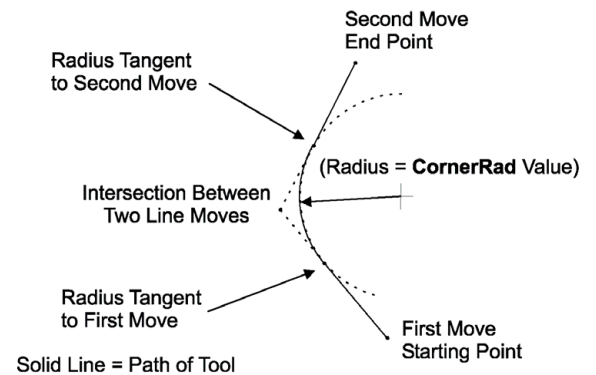 Second Move
End Point
Radius Tangent
to Second Move
(Radius = CornerRad Value)
Intersection Between
Two Line Moves
Radius Tangent
to First Move
First Move
Starting Point
Solid Line = Path of Tool